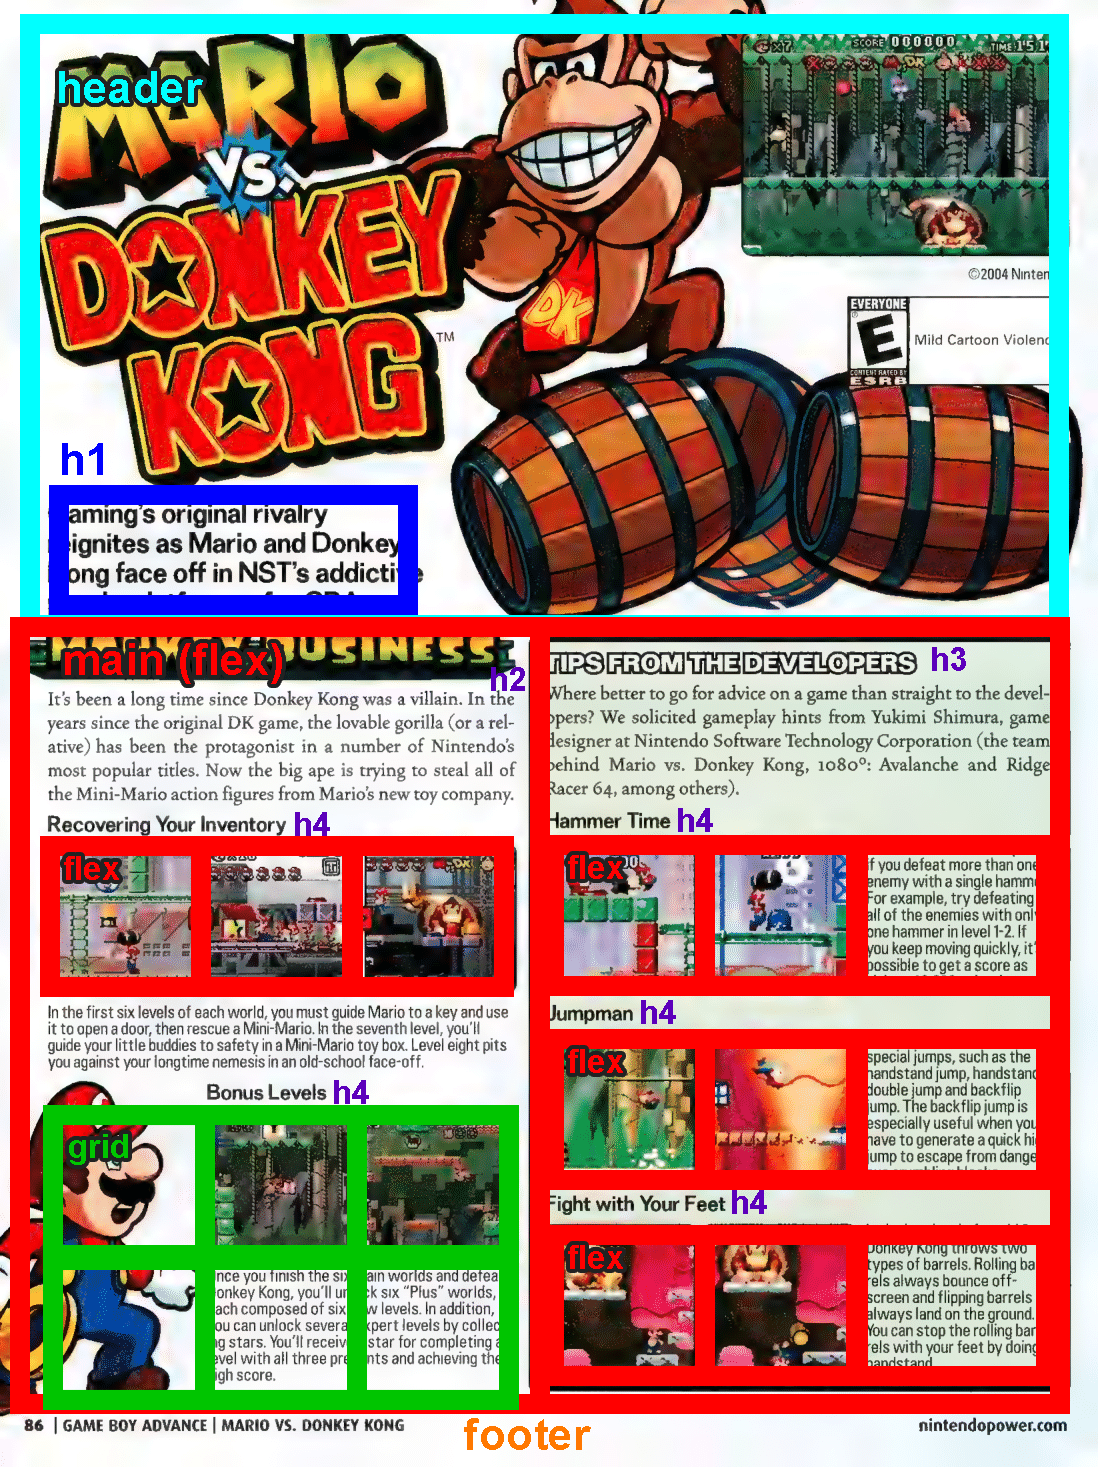 MARIO
header
VS.
DONKEY
KONG
TM
X7
SCORE 000000
TIME 151
©2004 Ninten
EVERYONE
E
CONTENT RATED BY
ESRB
Mild Cartoon Violenc
DK
h1
aming's original rivalry
ignites as Mario and Donkey
ong face off in NST's addicti
main (flex)
BUSINESS
h2
It's been a long time since Donkey Kong was a villain. In the
years since the original DK game, the lovable gorilla (or a rel-
ative) has been the protagonist in a number of Nintendo's
most popular titles. Now the big ape is trying to steal all of
the Mini-Mario action figures from Mario's new toy company.
Recovering Your Inventory h4
flex
In the first six levels of each world, you must guide Mario to a key and use
it to open a door, then rescue a Mini-Mario. In the seventh level, you'll
guide your little buddies to safety in a Mini-Mario toy box. Level eight pits
you against your longtime nemesis in an old-school face-off.
Bonus Levels h4
grid
nce you finish the six ain worlds and defea
onkey Kong, you'll un ck six "Plus" worlds,
ach composed of six w levels. In addition,
ou can unlock severa xpert levels by collec
g stars. You'll receiv star for completing a
evel with all three pre nts and achieving the
igh score.
TIPS FROM THE DEVELOPERS h3
Where better to go for advice on a game than straight to the devel-
opers? We solicited gameplay hints from Yukimi Shimura, game
designer at Nintendo Software Technology Corporation (the team
behind Mario vs. Donkey Kong, 1080°: Avalanche and Ridge
Racer 64, among others).
Hammer Time h4
flex
if you defeat more than one
enemy with a single hamm
For example, try defeating
all of the enemies with onl
one hammer in level 1-2. If
you keep moving quickly, it'
possible to get a score as
Jumpman h4
flex
special jumps, such as the
handstand jump, handstand
double jump and backflip
jump. The backflip jump is
especially useful when you
have to generate a quick hi
jump to escape from dange
Fight with Your Feet h4
flex
Donkey Kong throws two
types of barrels. Rolling ba
rels always bounce off-
screen and flipping barrels
always land on the ground.
You can stop the rolling bar
rels with your feet by doing
handstand
86 | GAME BOY ADVANCE | MARIO VS. DONKEY KONG
footer
nintendopower.com